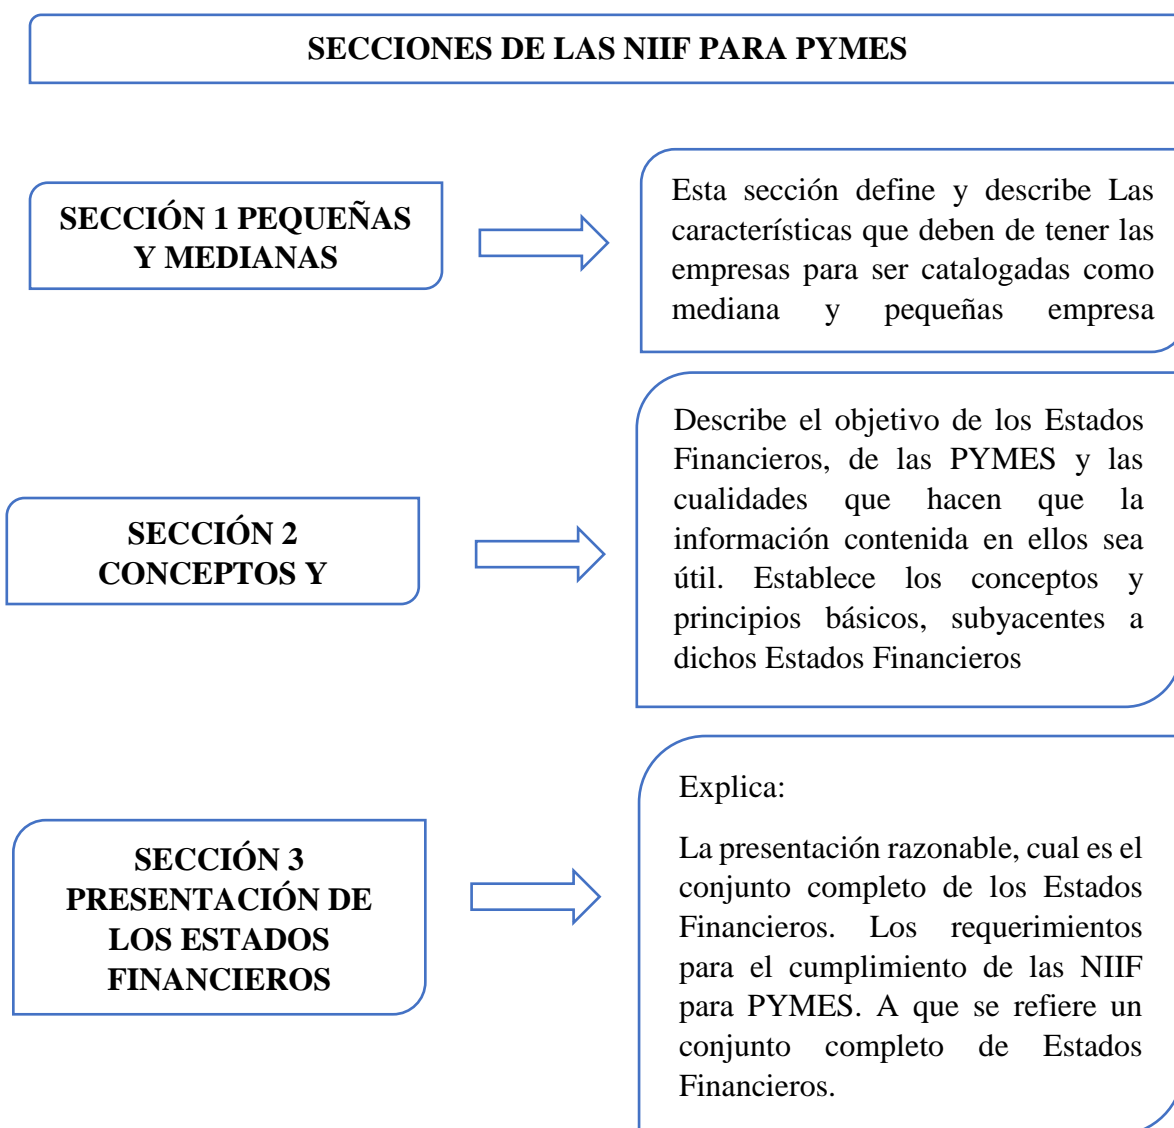 SECCIONES DE LAS NIIF PARA PYMES
SECCIÓN 1 PEQUEÑAS
Y MEDIANAS
Esta sección define y describe Las
características que deben de tener las
empresas para ser catalogadas como
mediana y pequeñas empresa
SECCIÓN 2
CONCEPTOS Y
Describe el objetivo de los Estados
Financieros, de las PYMES y las
cualidades que hacen que la
información contenida en ellos sea
útil. Establece los conceptos y
principios básicos, subyacentes a
dichos Estados Financieros
SECCIÓN 3
PRESENTACIÓN DE
LOS ESTADOS
FINANCIEROS
Explica:
La presentación razonable, cual es el
conjunto completo de los Estados
Financieros. Los requerimientos
para el cumplimiento de las NIIF
para PYMES. A que se refiere un
conjunto completo de Estados
Financieros.